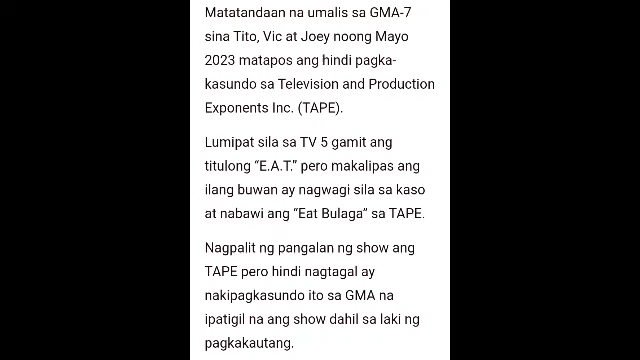 Matatandaan na umalis sa GMA-7
sina Tito, Vic at Joey noong Mayo
2023 matapos ang hindi pagka-
kasundo sa Television and Production
Exponents Inc. (TAPE).
Lumipat sila sa TV 5 gamit ang
titulong “E.A.T.” pero makalipas ang
ilang buwan ay nagwagi sila sa kaso
at nabawi ang “Eat Bulaga” sa TAPE.
Nagpalit ng pangalan ng show ang
TAPE pero hindi nagtagal ay
nakipagkasundo ito sa GMA na
ipatigil na ang show dahil sa laki ng
pagkakautang.